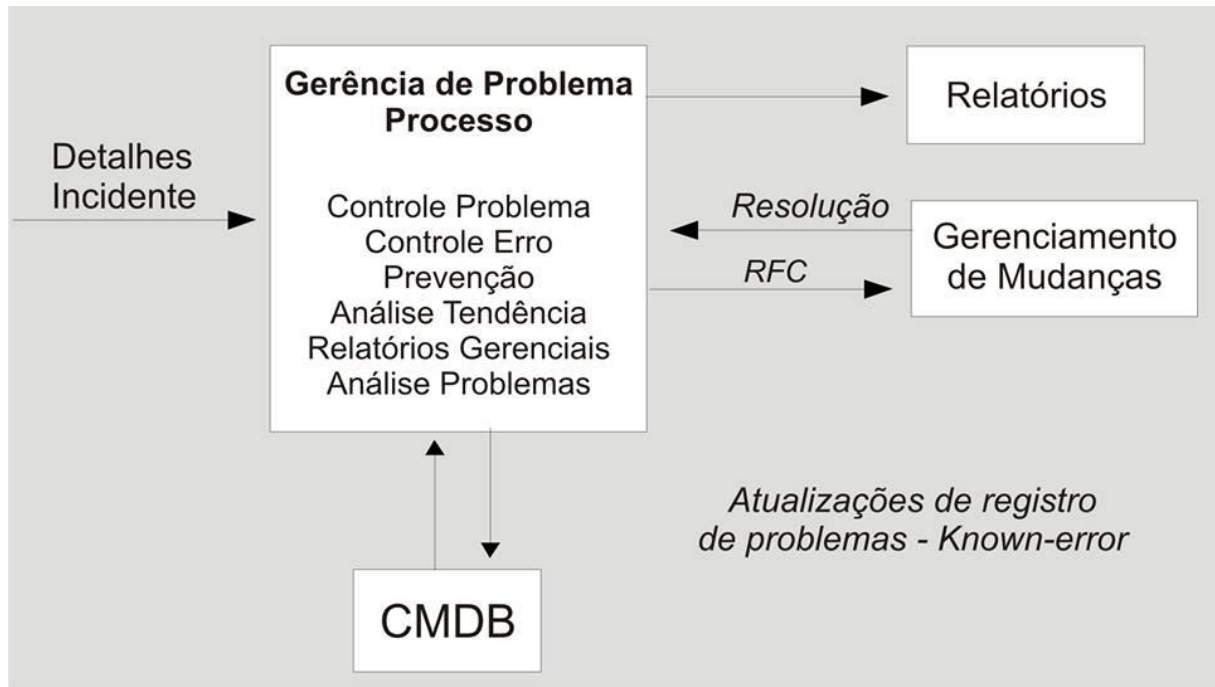 Gerência de Problema
Processo
Detalhes
Incidente
Controle Problema
Controle Erro
Prevenção
Análise Tendência
Relatórios Gerenciais
Análise Problemas
Relatórios
Resolução
RFC
Gerenciamento
de Mudanças
Atualizações de registro
de problemas - Known-error
CMDB